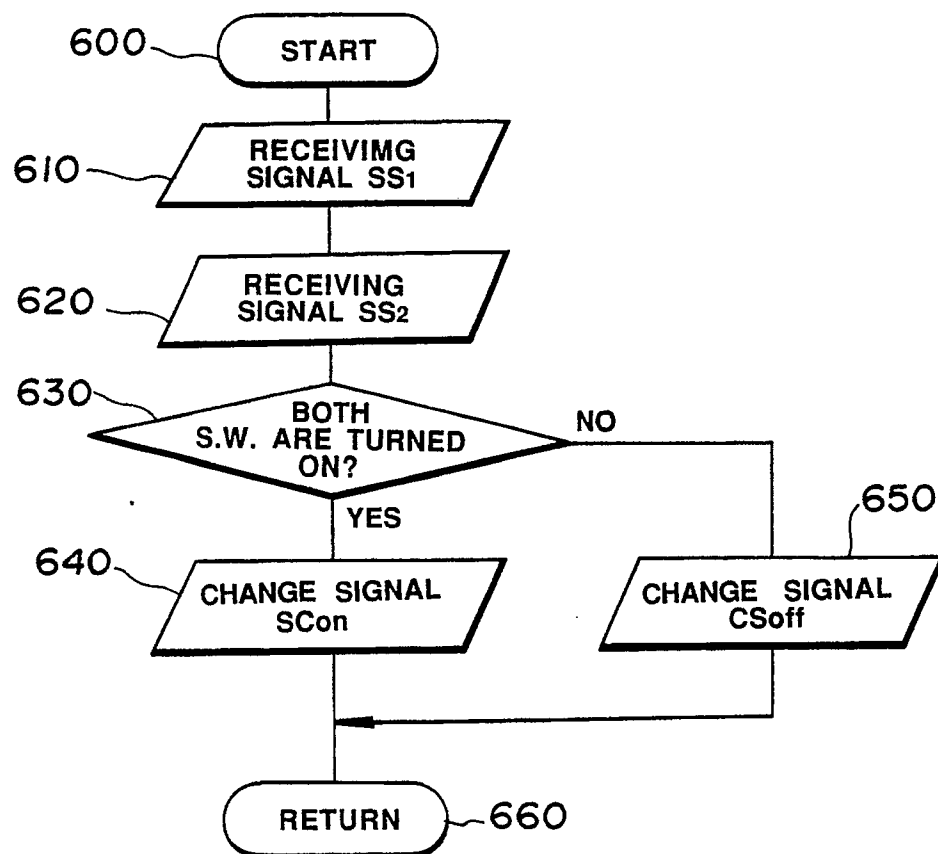 600
START
610
RECEIVIMG
SIGNAL SS1
620
RECEIVING
SIGNAL SS2
630
BOTH
S.W. ARE TURNED
ON?
NO
YES
640
CHANGE SIGNAL
SCon
650
CHANGE SIGNAL
CSoff
RETURN
660